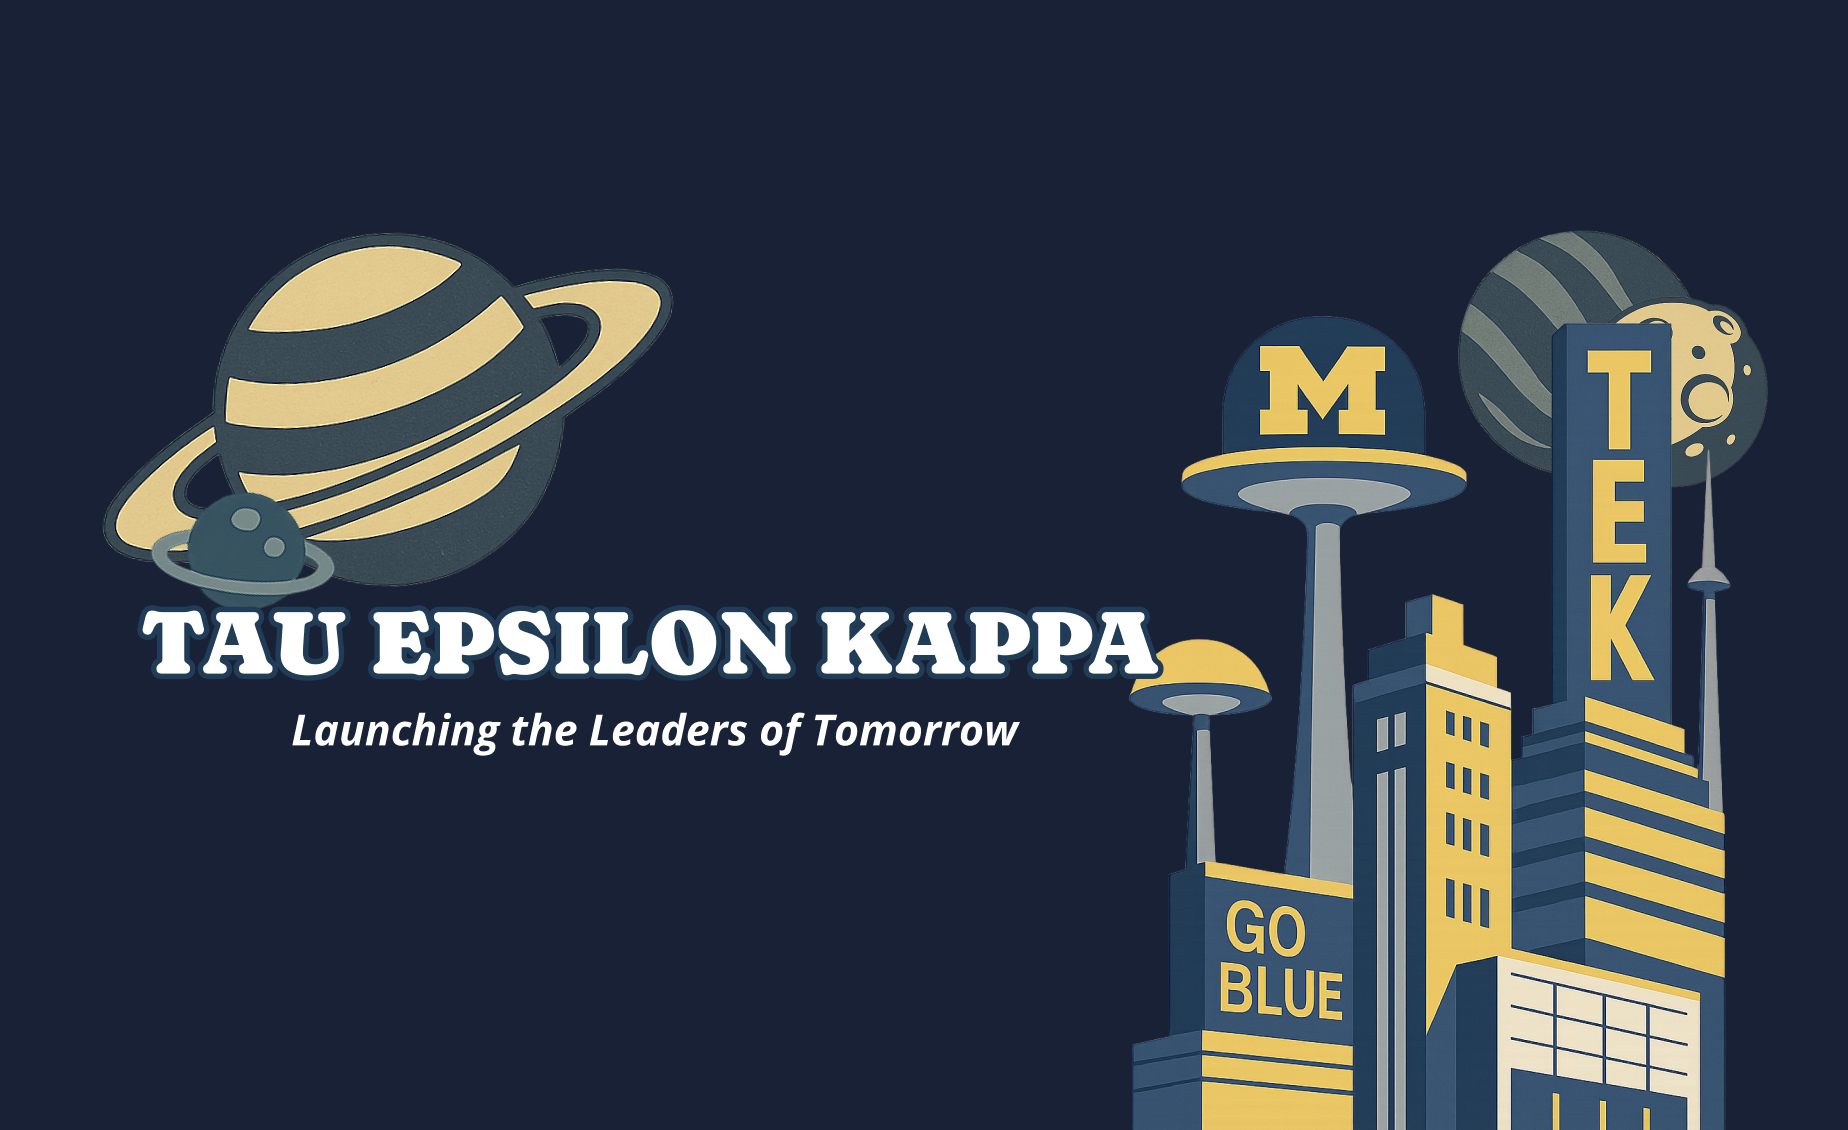 TAU EPSILON KAPPA
Launching the Leaders of Tomorrow
M
TEK
GO
BLUE